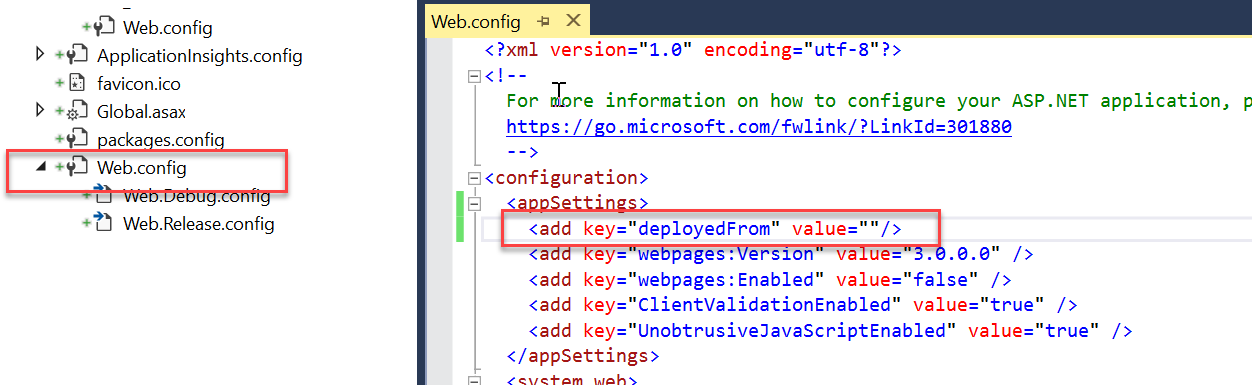 Web.config
ApplicationInsights.config
favicon.ico
Global.asax
packages.config
Web.config
Web.Debug.config
Web.Release.config
Web.config
<?xml version="1.0" encoding="utf-8"?>
<!--
For more information on how to configure your ASP.NET application, p
https://go.microsoft.com/fwlink/?LinkId=301880
-->
<configuration>
<appSettings>
<add key="deployedFrom" value=""/>
<add key="webpages:Version" value="3.0.0.0" />
<add key="webpages:Enabled" value="false" />
<add key="ClientValidationEnabled" value="true" />
<add key="UnobtrusiveJavaScriptEnabled" value="true" />
</appSettings>
<system.web>